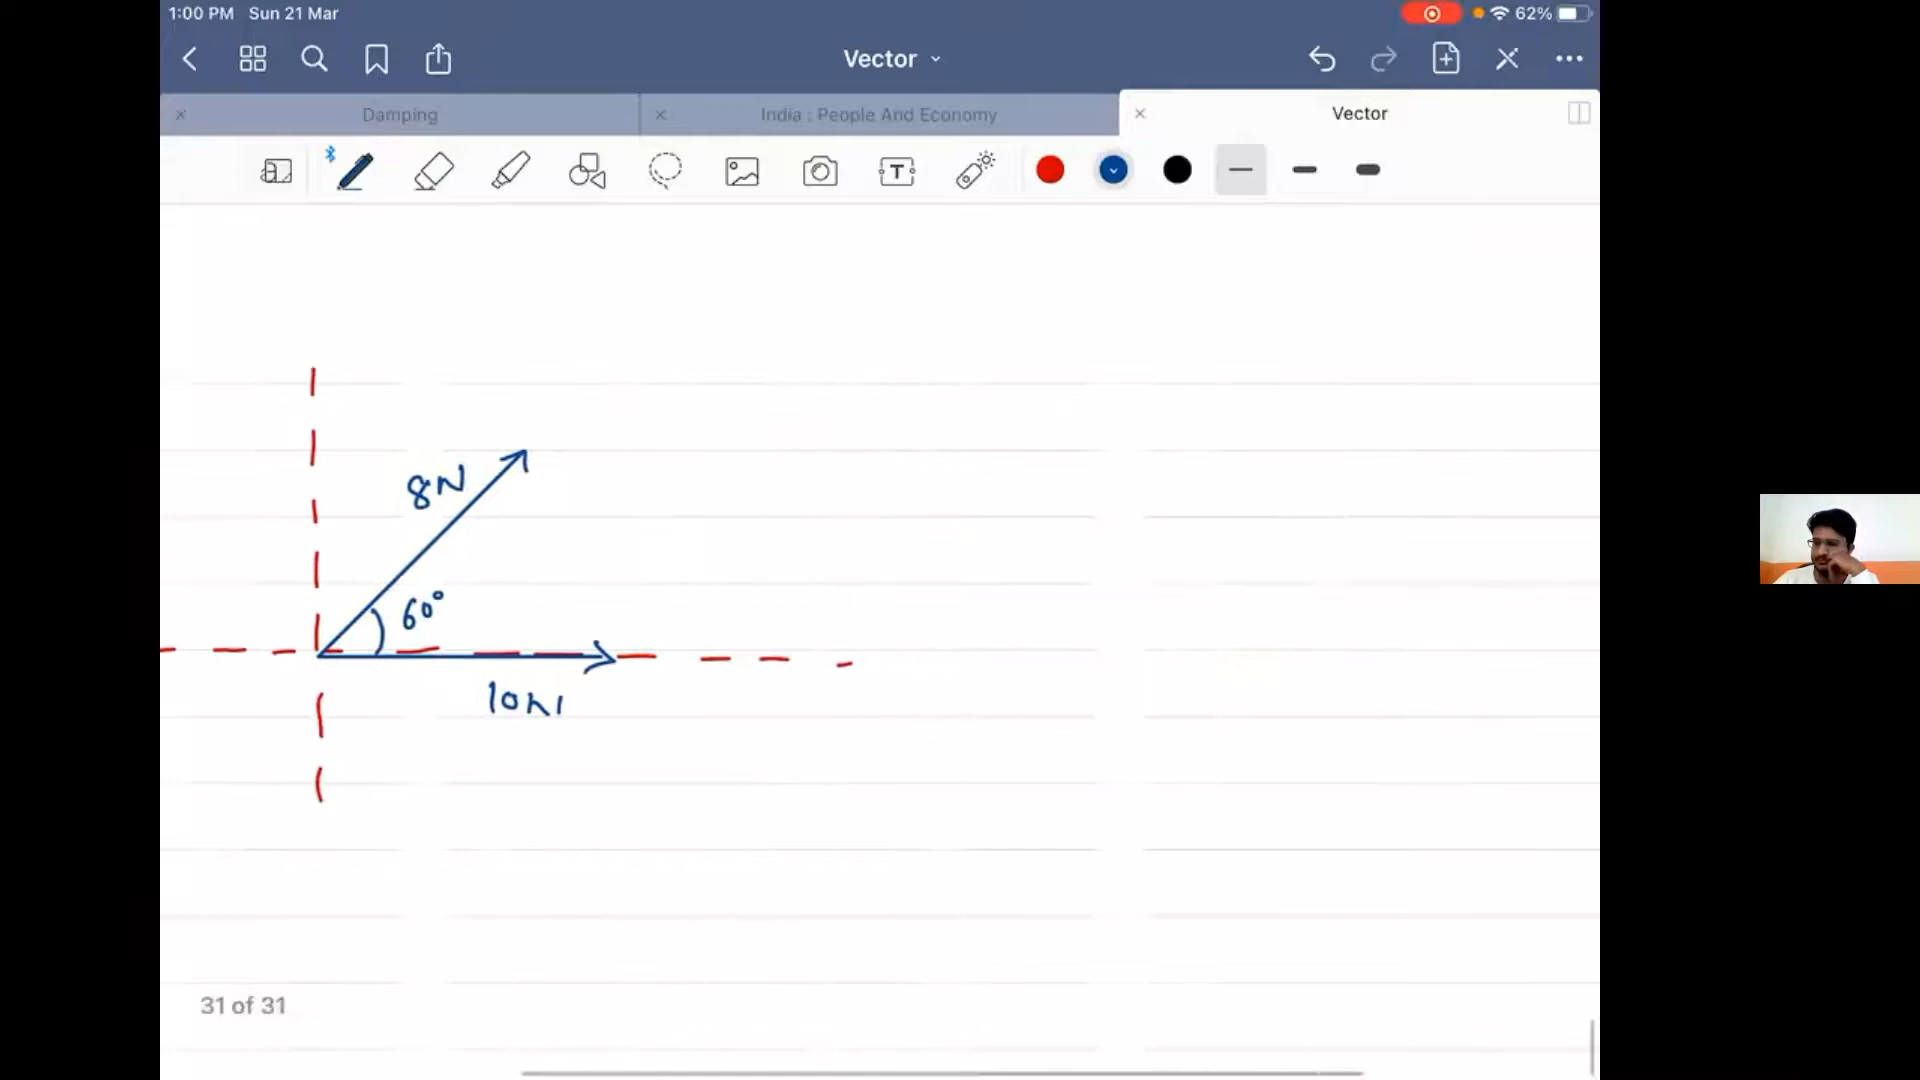 1:00 PM Sun 21 Mar
62%
Vector
Damping
India : People And Economy
Vector
8N
60°
10N
31 of 31